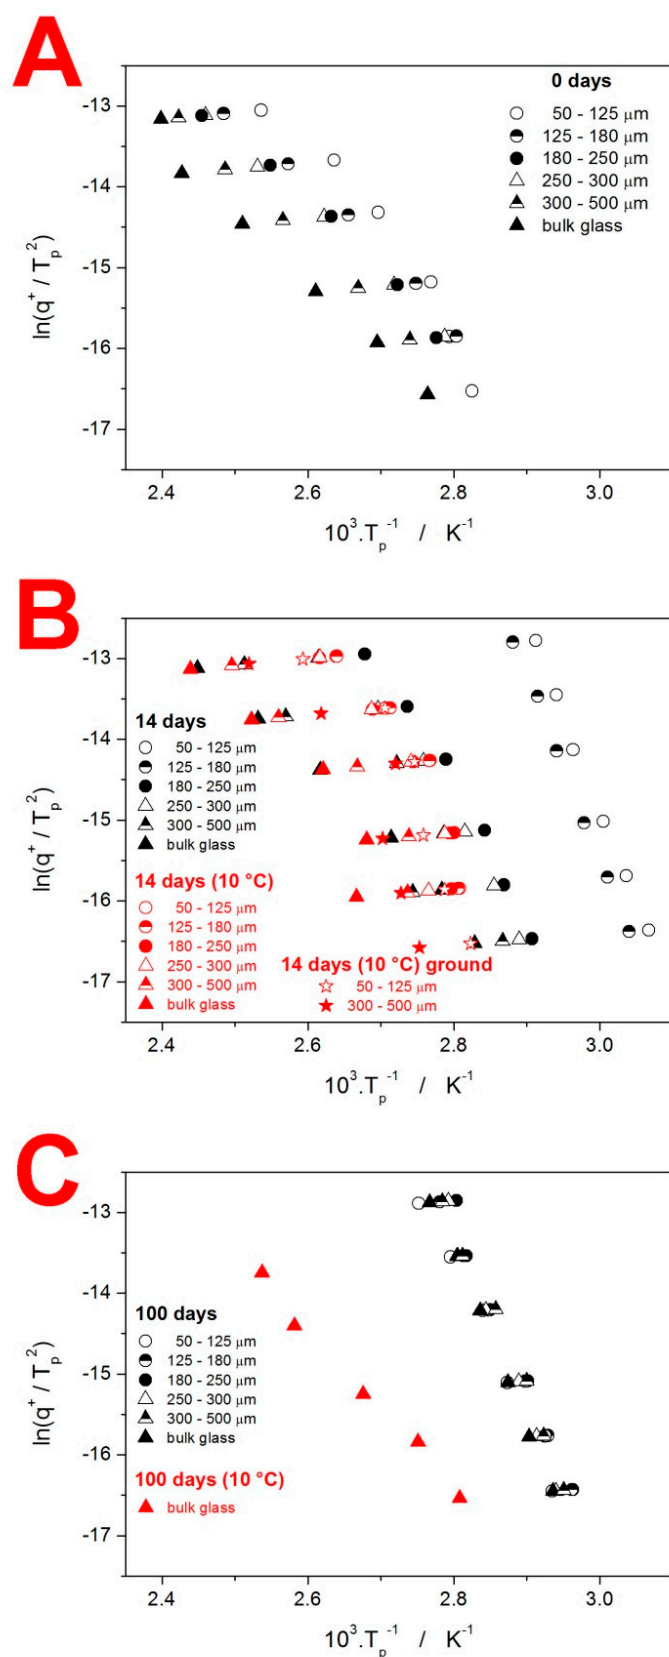 A
0 days
50 - 125 μm
125 - 180 μm
180 - 250 μm
250 - 300 μm
300 - 500 μm
bulk glass
-13
-14
-15
-16
-17
ln(q⁺ / Tₚ²)
2.4 2.6 2.8 3.0
10³.Tₚ⁻¹ / K⁻¹
B
-13
-14
-15
-16
-17
ln(q⁺ / Tₚ²)
14 days
50 - 125 μm
125 - 180 μm
180 - 250 μm
250 - 300 μm
300 - 500 μm
bulk glass
14 days (10 °C)
50 - 125 μm
125 - 180 μm
180 - 250 μm
250 - 300 μm
300 - 500 μm
bulk glass
14 days (10 °C) ground
50 - 125 μm
300 - 500 μm
2.4 2.6 2.8 3.0
10³.Tₚ⁻¹ / K⁻¹
C
-13
-14
-15
-16
-17
ln(q⁺ / Tₚ²)
100 days
50 - 125 μm
125 - 180 μm
180 - 250 μm
250 - 300 μm
300 - 500 μm
bulk glass
100 days (10 °C)
bulk glass
2.4 2.6 2.8 3.0
10³.Tₚ⁻¹ / K⁻¹